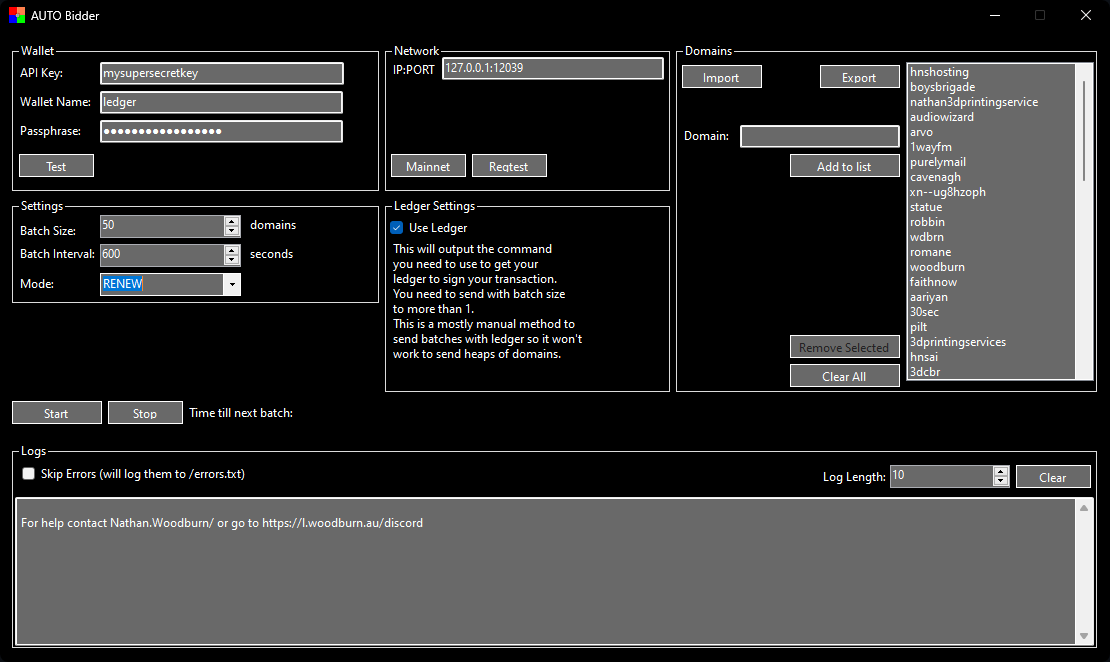 AUTO Bidder
Wallet
API Key:
mysupersecretkey
Wallet Name:
ledger
Passphrase:
●●●●●●●●●●●●●●●●●
Test
Network
IP:PORT
127.0.0.1:12039
Mainnet
Regtest
Domains
Import
Export
Domain:
Add to list
Remove Selected
Clear All
hnshosting
boysbrigade
nathan3dprintingservice
audiowizard
arvo
1wayfm
purelymail
cavenagh
xn--ug8hzoph
statue
robbin
wdbrn
romane
woodburn
faithnow
aariyan
30sec
pilt
3dprintingservices
hnsai
3dcbr
Settings
Batch Size:
50
domains
Batch Interval:
600
seconds
Mode:
RENEW
Ledger Settings
Use Ledger
This will output the command
you need to use to get your
ledger to sign your transaction.
You need to send with batch size
to more than 1.
This is a mostly manual method to
send batches with ledger so it won't
work to send heaps of domains.
Start
Stop
Time till next batch:
Logs
Skip Errors (will log them to /errors.txt)
Log Length:
10
Clear
For help contact Nathan.Woodburn/ or go to https://l.woodburn.au/discord